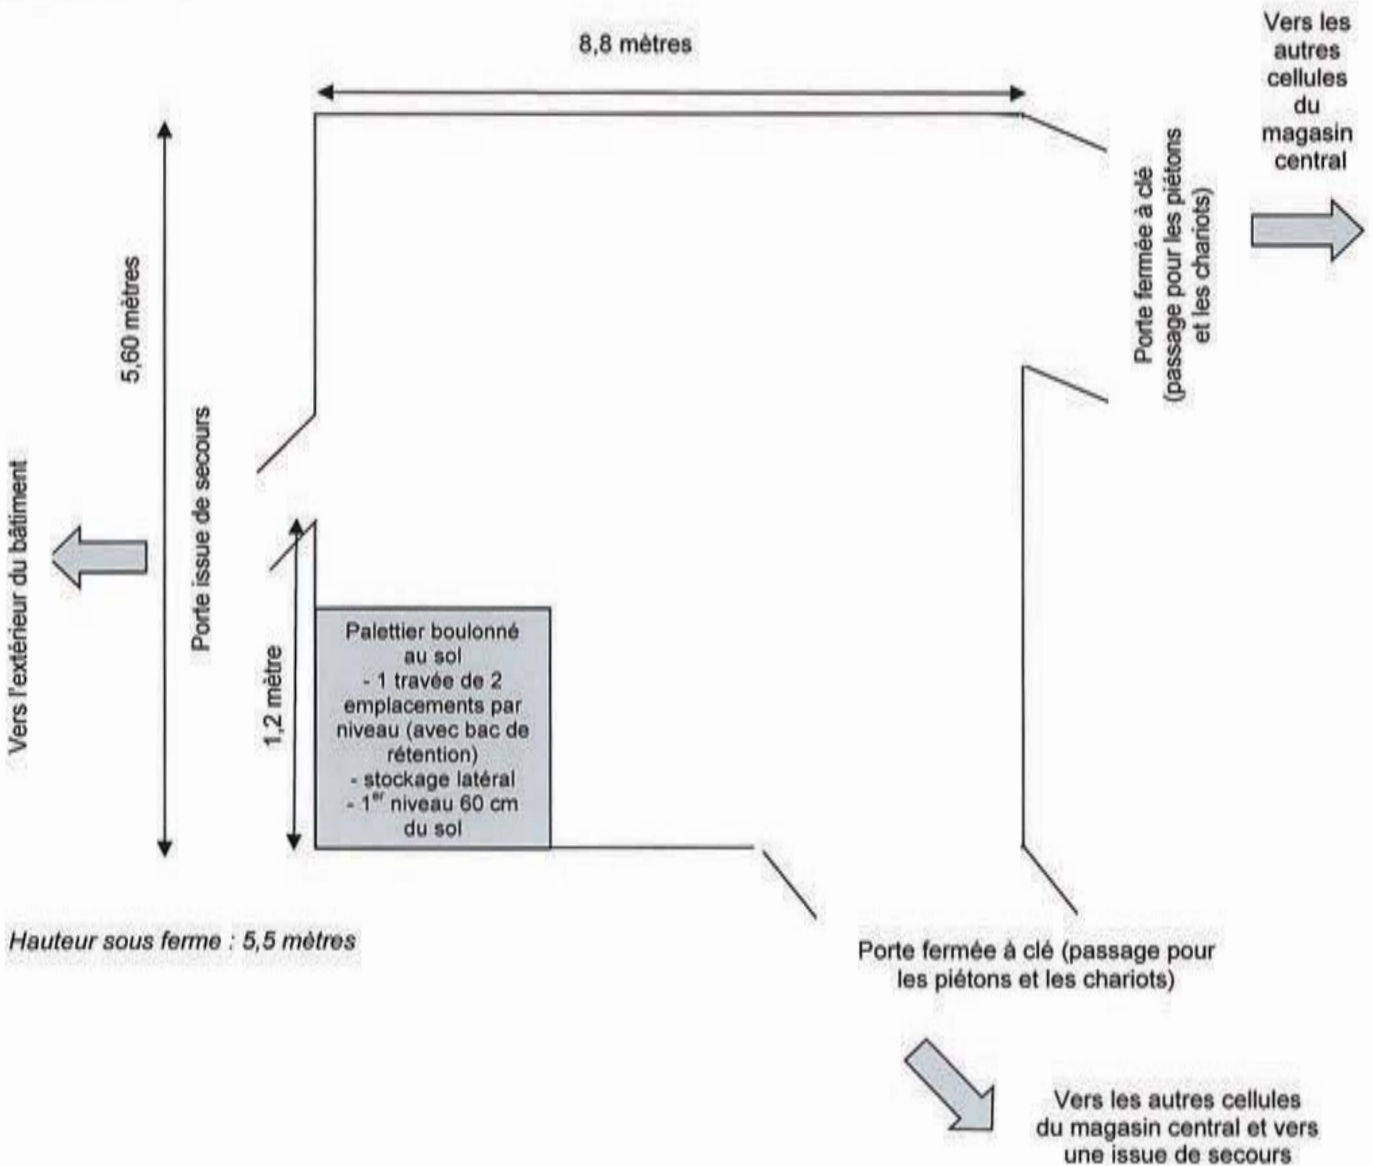 8,8 mètres
Vers les
autres
cellules
du
magasin
central
Porte fermée à clé
(passage pour les piétons
et les chariots)
5,60 mètres
Porte issue de secours
Vers l'extérieur du bâtiment
1,2 mètre
Palettier boulonné
au sol
- 1 travée de 2
emplacements par
niveau (avec bac de
rétention)
- stockage latéral
- 1er niveau 60 cm
du sol
Hauteur sous ferme : 5,5 mètres
Porte fermée à clé (passage pour
les piétons et les chariots)
Vers les autres cellules
du magasin central et vers
une issue de secours